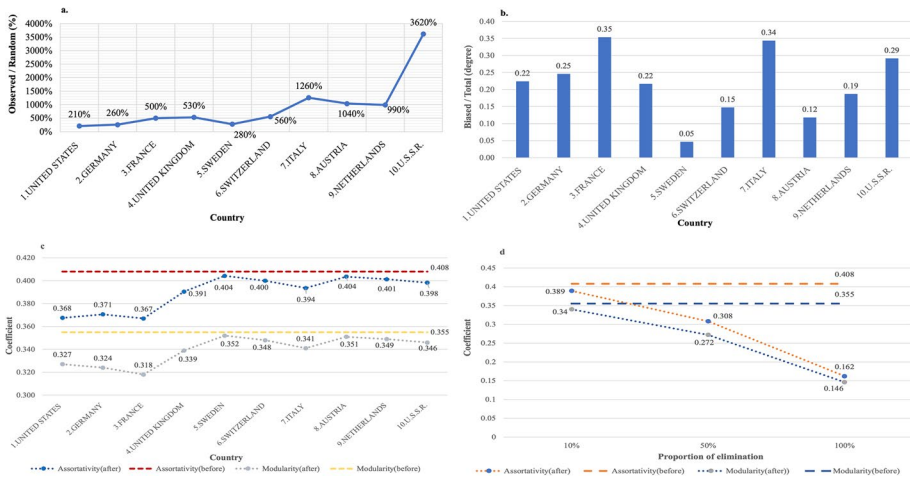 a.
Observed / Random (%)
4000%
3500%
3000%
2500%
2000%
1500%
1000%
500%
0%
210%
260%
500%
530%
280%
560%
1260%
1040%
990%
3620%
1.UNITED STATES
2.GERMANY
3.FRANCE
4.UNITED KINGDOM
5.SWEDEN
6.SWITZERLAND
7.ITALY
8.AUSTRIA
9.NETHERLANDS
10.U.S.S.R.
Country
b.
Biased / Total (degree)
0.40
0.35
0.30
0.25
0.20
0.15
0.10
0.05
0.00
0.22
0.25
0.35
0.22
0.05
0.15
0.34
0.12
0.19
0.29
1.UNITED STATES
2.GERMANY
3.FRANCE
4.UNITED KINGDOM
5.SWEDEN
6.SWITZERLAND
7.ITALY
8.AUSTRIA
9.NETHERLANDS
10.U.S.S.R.
Country
c
Coefficient
0.420
0.400
0.380
0.360
0.340
0.320
0.300
0.408
0.368
0.371
0.367
0.391
0.404
0.400
0.394
0.404
0.401
0.398
0.355
0.327
0.324
0.318
0.339
0.352
0.348
0.341
0.351
0.349
0.346
1.UNITED STATES
2.GERMANY
3.FRANCE
4.UNITED KINGDOM
5.SWEDEN
6.SWITZERLAND
7.ITALY
8.AUSTRIA
9.NETHERLANDS
10.U.S.S.R.
Country
Assortativity(after)
Assortativity(before)
Modularity(after)
Modularity(before)
d
Coefficient
0.45
0.4
0.35
0.3
0.25
0.2
0.15
0.1
0.05
0
0.408
0.355
0.389
0.34
0.308
0.272
0.162
0.146
10%
50%
100%
Proportion of elimination
Assortativity(after)
Assortativity(before)
Modularity(after))
Modularity(before)